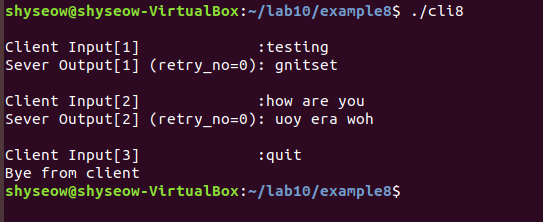 shyseow@shyseow-VirtualBox:~/lab10/example8$ ./cli8
Client Input[1]             :testing
Sever Output[1] (retry_no=0): gnitset
Client Input[2]             :how are you
Sever Output[2] (retry_no=0): uoy era woh
Client Input[3]             :quit
Bye from client
shyseow@shyseow-VirtualBox:~/lab10/example8$